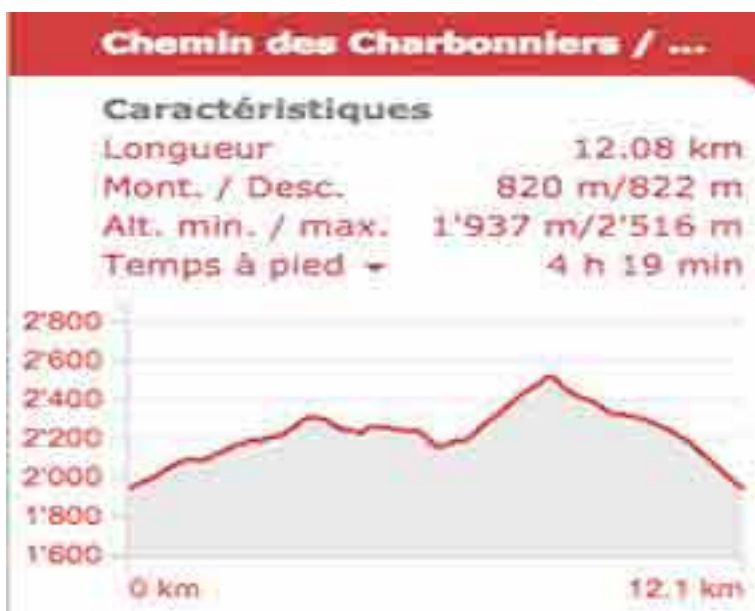 Chemin des Charbonniers / ...
Caractéristiques
Longueur 12.08 km
Mont. / Desc. 820 m/822 m
Alt. min. / max. 1'937 m/2'516 m
Temps à pied 4 h 19 min
2'800
2'600
2'400
2'200
2'000
1'800
1'600
0 km 12.1 km